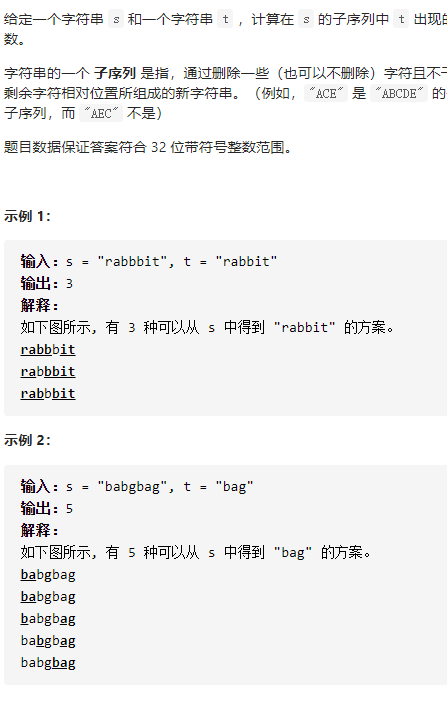 给定一个字符串 s 和一个字符串 t ，计算在 s 的子序列中 t 出现的
数。
字符串的一个 子序列 是指，通过删除一些（也可以不删除）字符且不干
剩余字符相对位置所组成的新字符串。（例如，"ACE" 是 "ABCDE" 的
子序列，而 "AEC" 不是）
题目数据保证答案符合 32 位带符号整数范围。
示例 1：
输入：s = "rabbbit", t = "rabbit"
输出：3
解释：
如下图所示, 有 3 种可以从 s 中得到 "rabbit" 的方案。
rabbbit
rabbbit
rabbbit
示例 2：
输入：s = "babgbag", t = "bag"
输出：5
解释：
如下图所示, 有 5 种可以从 s 中得到 "bag" 的方案。
babgbag
babgbag
babgbag
babgbag
babgbag